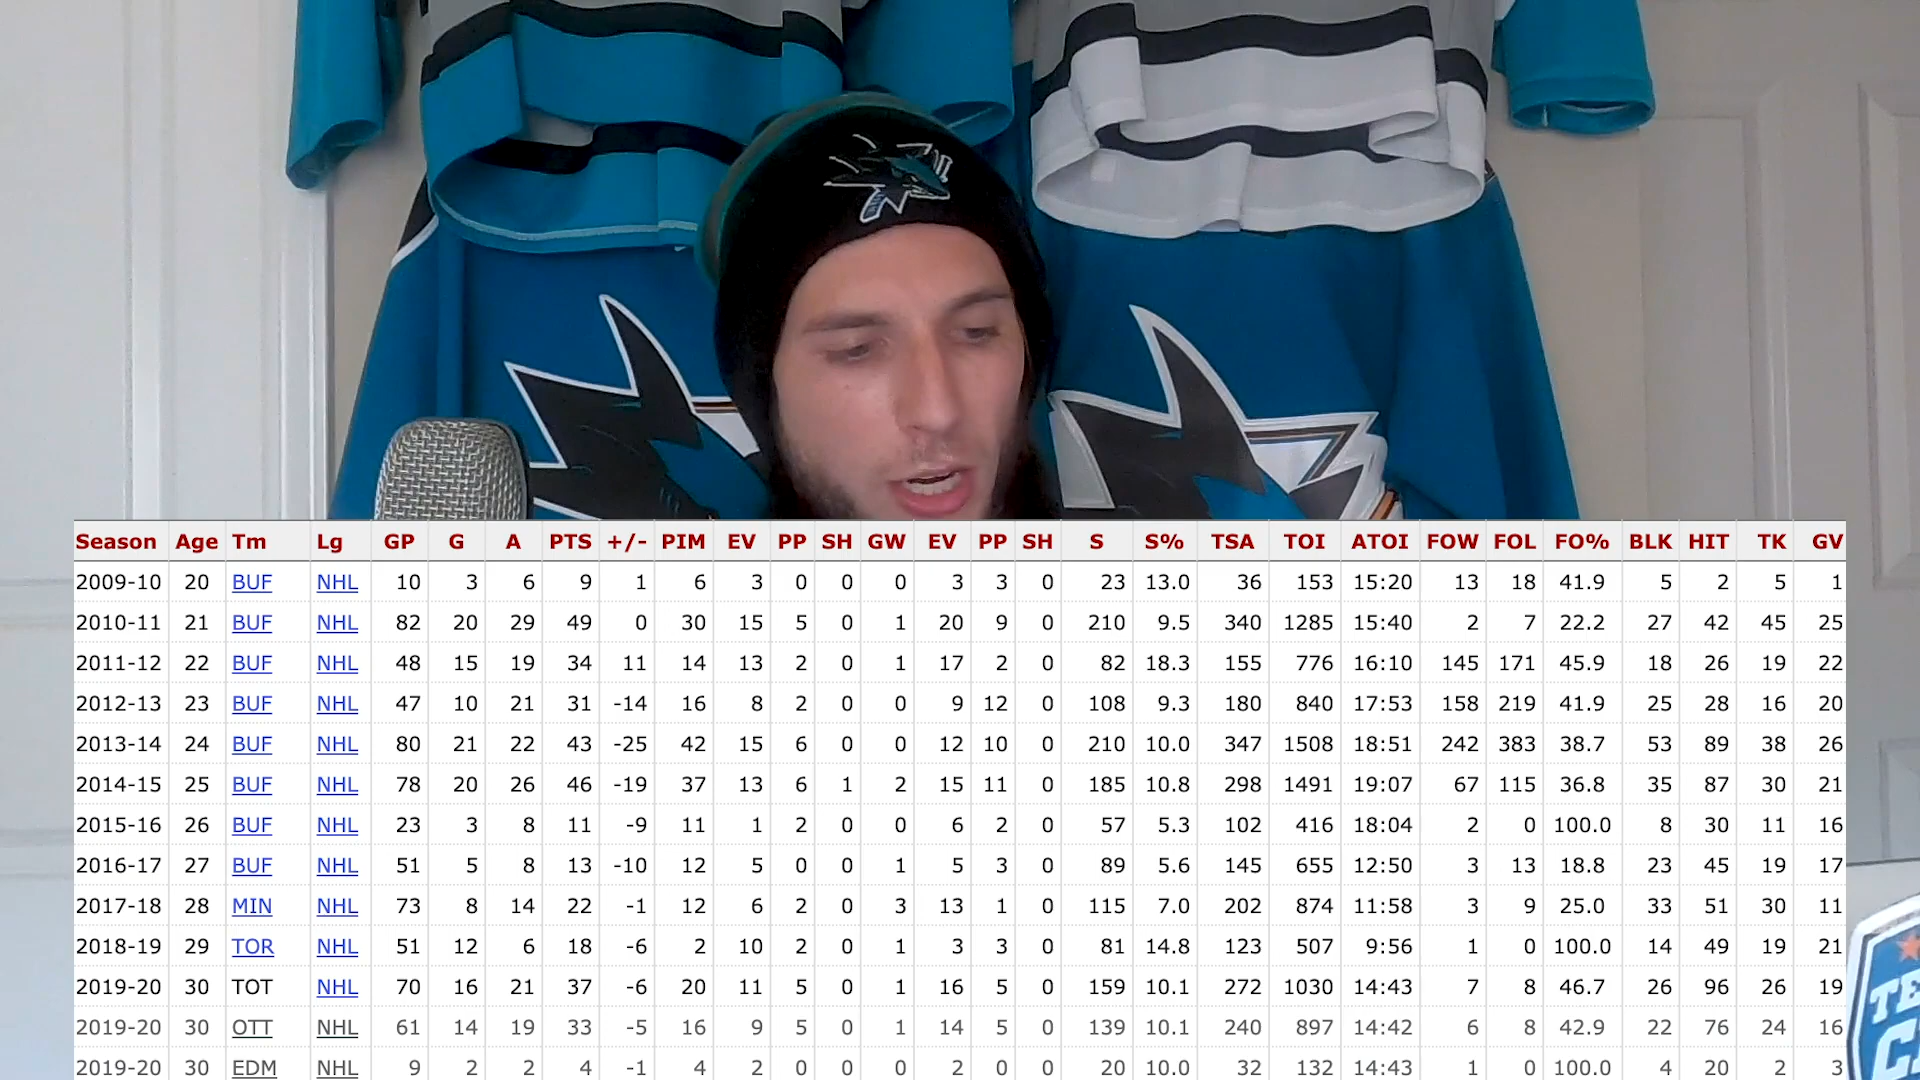 Season Age Tm Lg GP G A PTS +/- PIM EV PP SH GW EV PP SH S S% TSA TOI ATOI FOW FOL FO% BLK HIT TK GV
2009-10 20 BUF NHL 10 3 6 9 1 6 3 0 0 0 3 3 0 23 13.0 36 153 15:20 13 18 41.9 5 2 5 1
2010-11 21 BUF NHL 82 20 29 49 0 30 15 5 0 1 20 9 0 210 9.5 340 1285 15:40 2 7 22.2 27 42 45 25
2011-12 22 BUF NHL 48 15 19 34 11 14 13 2 0 1 17 2 0 82 18.3 155 776 16:10 145 171 45.9 18 26 19 22
2012-13 23 BUF NHL 47 10 21 31 -14 16 8 2 0 0 9 12 0 108 9.3 180 840 17:53 158 219 41.9 25 28 16 20
2013-14 24 BUF NHL 80 21 22 43 -25 42 15 6 0 0 12 10 0 210 10.0 347 1508 18:51 242 383 38.7 53 89 38 26
2014-15 25 BUF NHL 78 20 26 46 -19 37 13 6 1 2 15 11 0 185 10.8 298 1491 19:07 67 115 36.8 35 87 30 21
2015-16 26 BUF NHL 23 3 8 11 -9 11 1 2 0 0 6 2 0 57 5.3 102 416 18:04 2 0 100.0 8 30 11 16
2016-17 27 BUF NHL 51 5 8 13 -10 12 5 0 0 1 5 3 0 89 5.6 145 655 12:50 3 13 18.8 23 45 19 17
2017-18 28 MIN NHL 73 8 14 22 -1 12 6 2 0 3 13 1 0 115 7.0 202 874 11:58 3 9 25.0 33 51 30 11
2018-19 29 TOR NHL 51 12 6 18 -6 2 10 2 0 1 3 3 0 81 14.8 123 507 9:56 1 0 100.0 14 49 19 21
2019-20 30 TOT NHL 70 16 21 37 -6 20 11 5 0 1 16 5 0 159 10.1 272 1030 14:43 7 8 46.7 26 96 26 19
2019-20 30 OTT NHL 61 14 19 33 -5 16 9 5 0 1 14 5 0 139 10.1 240 897 14:42 6 8 42.9 22 76 24 16
2019-20 30 EDM NHL 9 2 2 4 -1 4 2 0 0 0 2 0 0 20 10.0 32 132 14:43 1 0 100.0 4 20 2 3